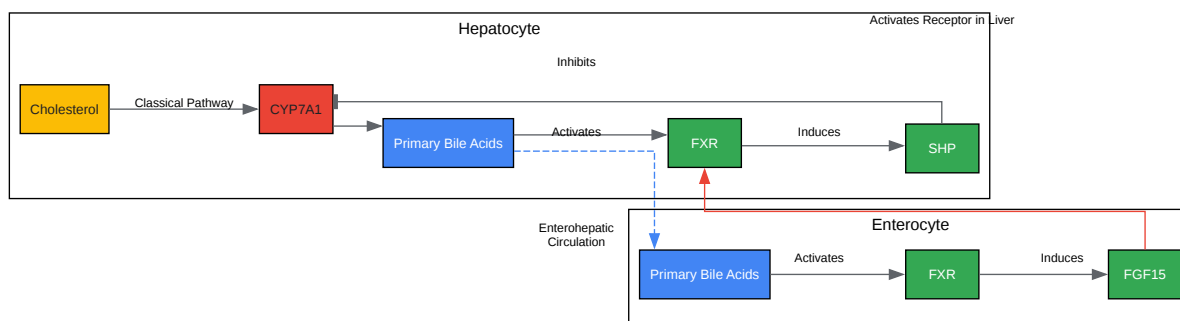 Activates Receptor in Liver
Hepatocyte
Inhibits
Cholesterol
Classical Pathway
CYP7A1
Primary Bile Acids
Activates
FXR
Induces
SHP
Enterohepatic
Circulation
Enterocyte
Primary Bile Acids
Activates
FXR
Induces
FGF15